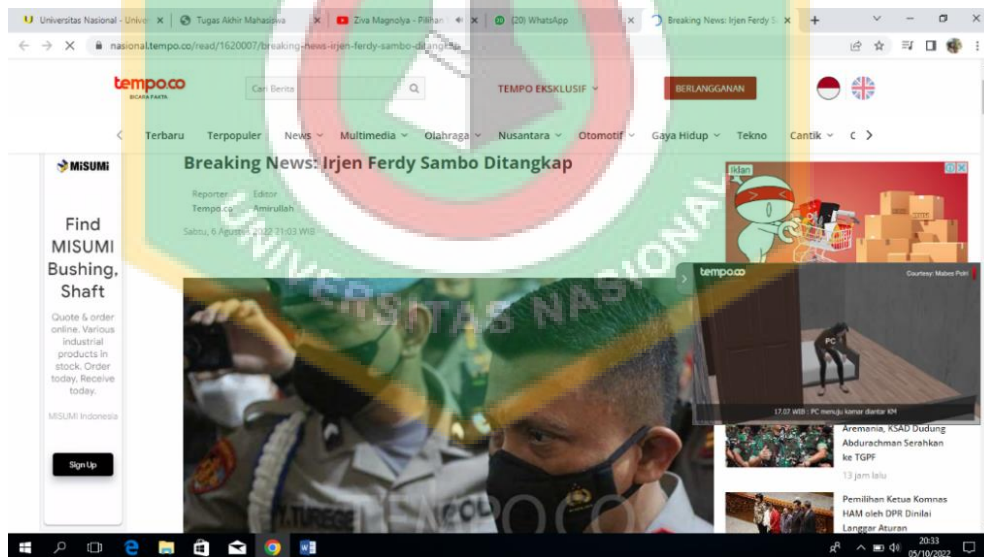 Universitas Nasional - Univer
Tugas Akhir Mahasiswa
Ziva Magnolya - Pilihan
(20) WhatsApp
Breaking News: Irjen Ferdy S
nasional.tempo.co/read/1620007/breaking-news-irjen-ferdy-sambo-ditangkap
tempo.co
BICARA FAKTA
Cari Berita
TEMPO EKSKLUSIF
BERLANGGANAN
Terbaru Terpopuler News Multimedia Olahraga Nusantara Otomotif Gaya Hidup Tekno Cantik C
MiSUMi
Find
MISUMI
Bushing,
Shaft
Quote & order
online. Various
industrial
products in
stock. Order
today, Receive
today.
MISUMI Indonesia
Sign Up
Breaking News: Irjen Ferdy Sambo Ditangkap
Reporter Editor
Tempo.co Amirullah
Sabtu, 6 Agustus 2022 21:03 WIB
UNIVERSITAS NASIONAL
Y.TUREGE
POL
TEMPO.CO
Iklan
tempo.co
Courtesy: Mabes Polri
PC
17.07 WIB : PC menuju kamar diantar KM
Aremania, KSAD Dudung
Abdurachman Serahkan
ke TGPF
13 jam lalu
Pemilihan Ketua Komnas
HAM oleh DPR Dinilai
Langgar Aturan
20:33
05/10/2022